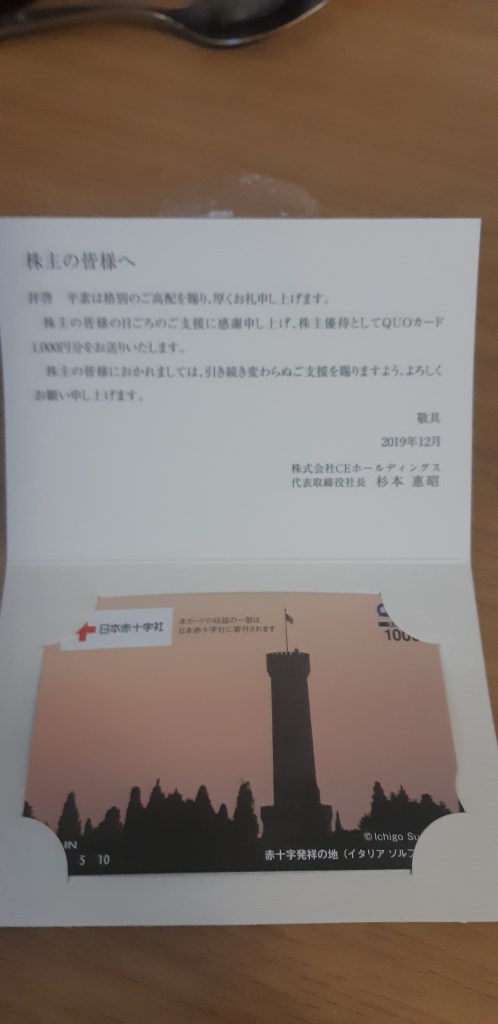 株主の皆様へ
拝啓　平素は格別のご高配を賜り、厚くお礼申し上げます。
株主の皆様の日ごろのご支援に感謝申し上げ、株主優待としてQUOカード
1,000円分をお送りいたします。
株主の皆様におかれましては、引き続き変わらぬご支援を賜りますよう、よろしく
お願い申し上げます。
敬具
2019年12月
株式会社CEホールディングス
代表取締役社長　杉本 惠昭
日本赤十字社
本カードの収益の一部は
日本赤十字社に寄付されます
1000
©Ichigo Su
IN
5 10
赤十字発祥の地（イタリア ソルフ